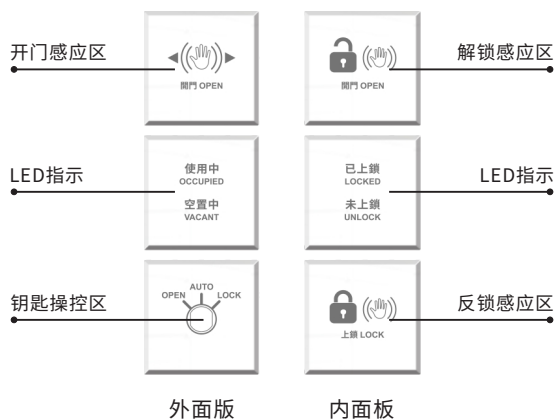 开门感应区
開門 OPEN
開門 OPEN
解锁感应区
LED指示
使用中
OCCUPIED
空置中
VACANT
已上鎖
LOCKED
未上鎖
UNLOCK
LED指示
钥匙操控区
OPEN
AUTO
LOCK
上鎖 LOCK
反锁感应区
外面版
内面板